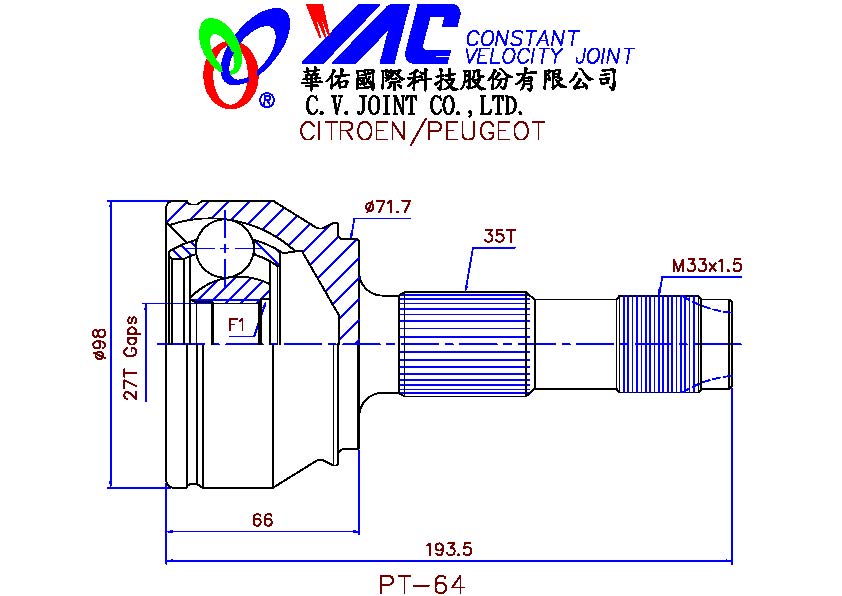 YAC CONSTANT
VELOCITY JOINT
®
華佑國際科技股份有限公司
C.V.JOINT CO.,LTD.
CITROEN/PEUGEOT
ø71.7
35T
M33x1.5
F1
ø98
27T Gaps
66
193.5
PT-64